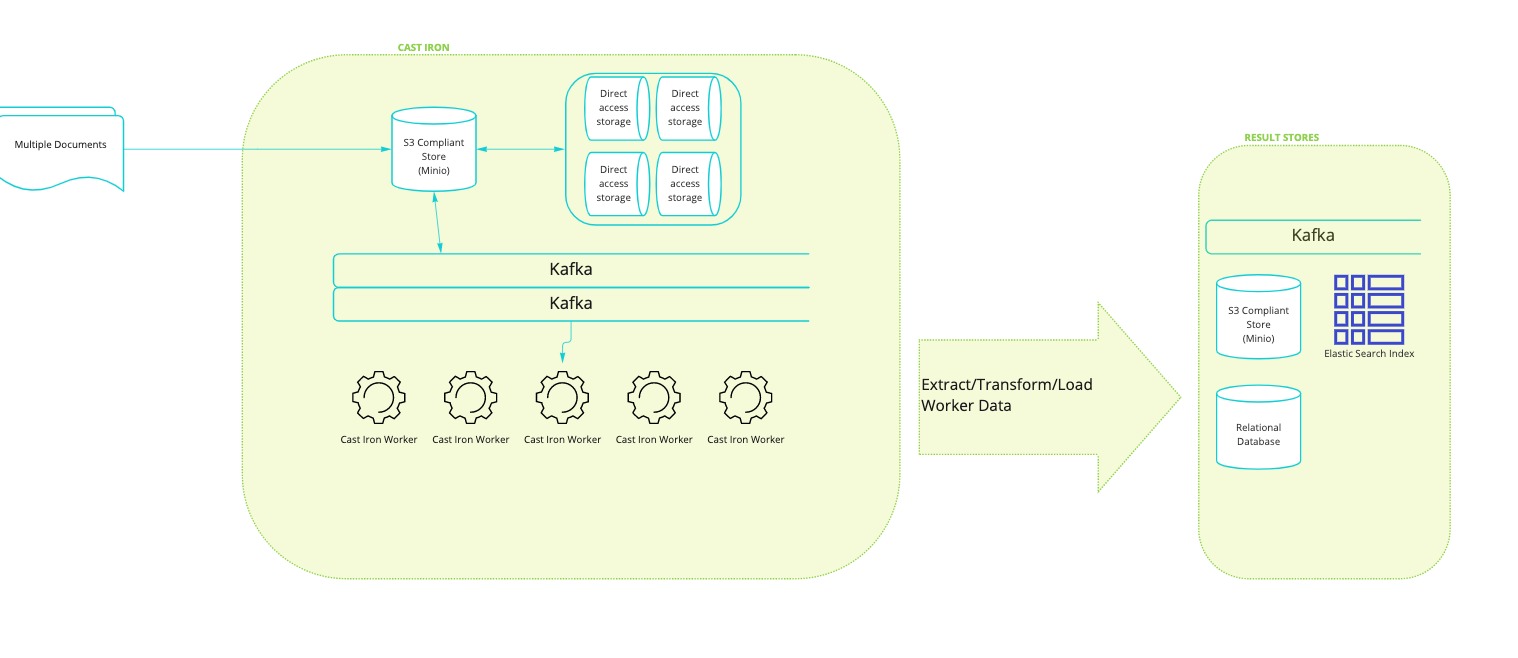 CAST IRON
Multiple Documents
S3 Compliant
Store
(Minio)
Direct
access
storage
Direct
access
storage
Direct
access
storage
Direct
access
storage
Kafka
Kafka
Cast Iron Worker
Cast Iron Worker
Cast Iron Worker
Cast Iron Worker
Cast Iron Worker
Extract/Transform/Load
Worker Data
RESULT STORES
Kafka
S3 Compliant
Store
(Minio)
Elastic Search Index
Relational
Database